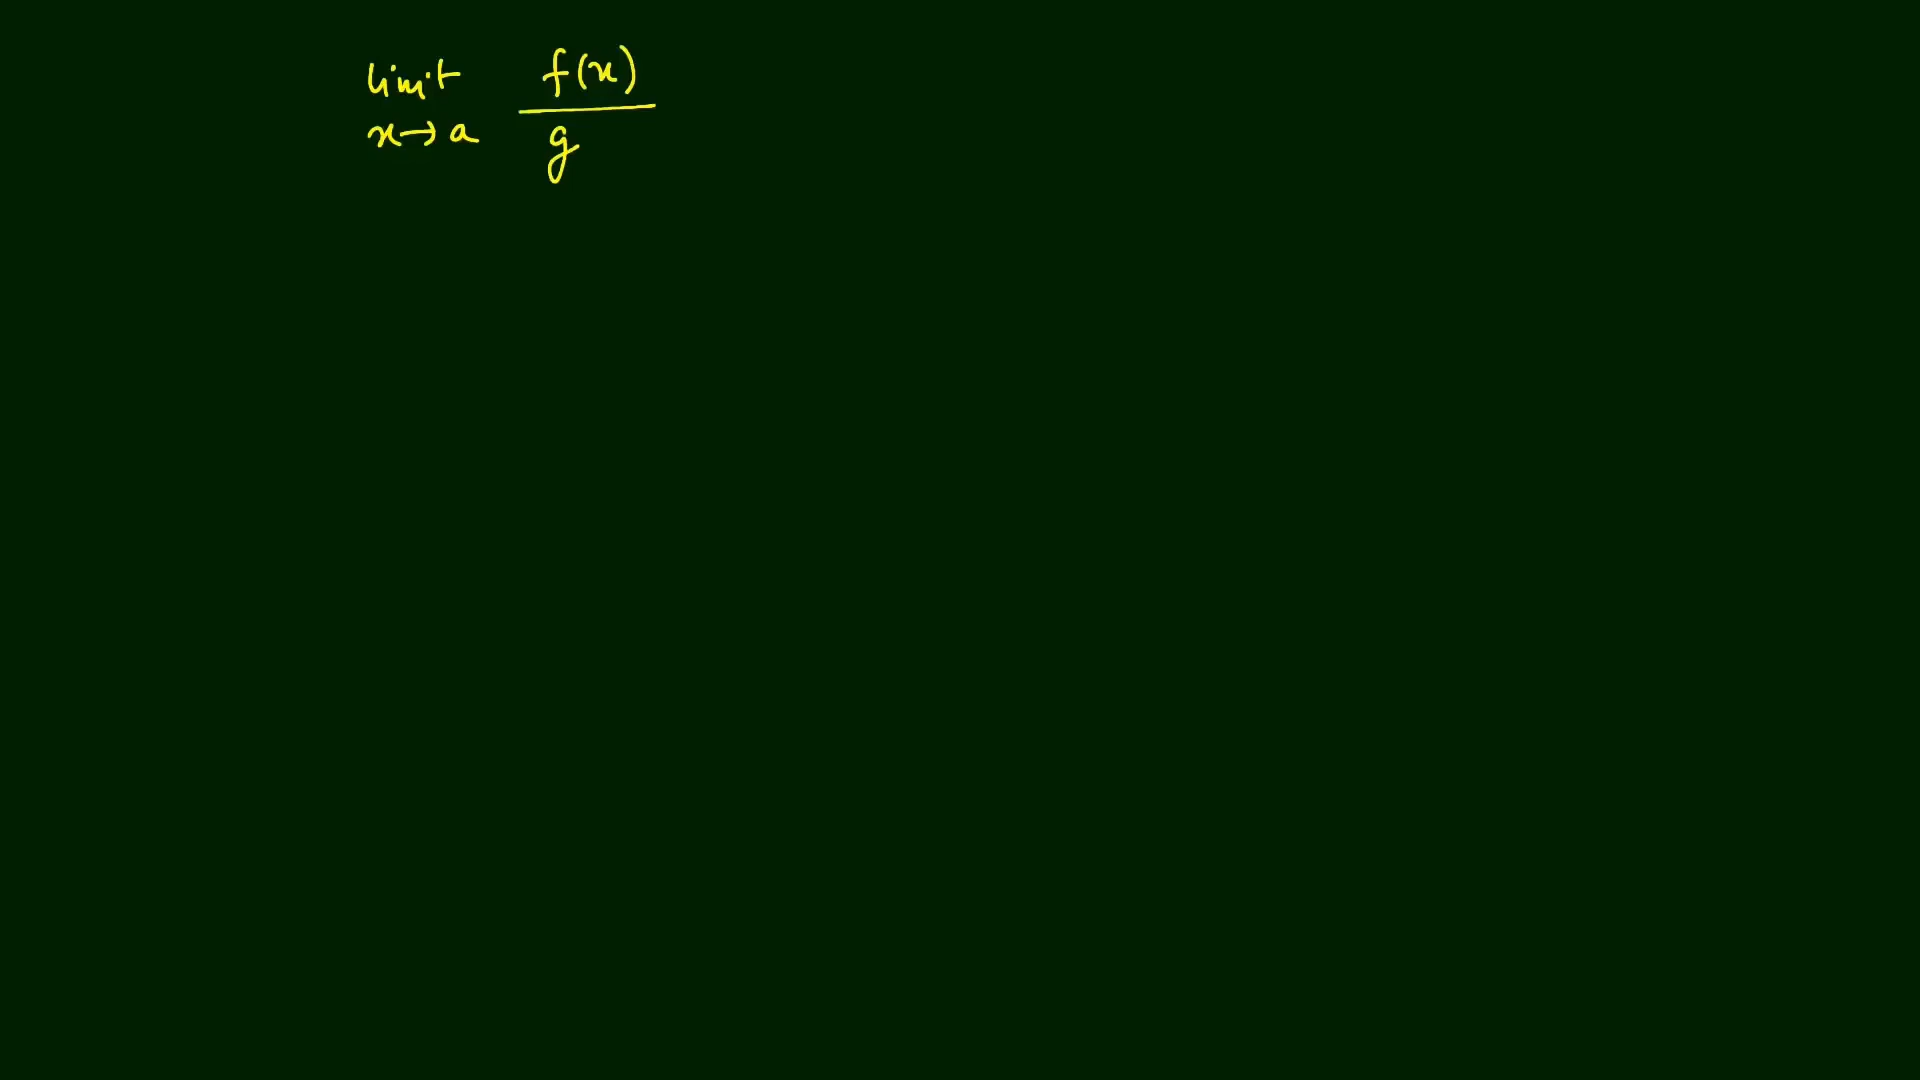 limit f(x)
x→a g